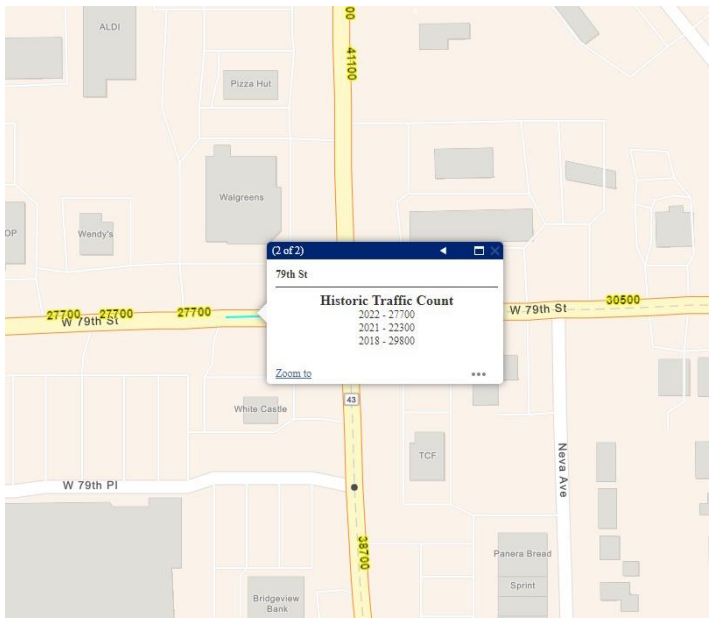 00
ALDI
41100
Pizza Hut
Walgreens
OP
Wendy's
(2 of 2)
79th St
Historic Traffic Count
2022 - 27700
2021 - 22300
2018 - 29800
Zoom to
27700 27700 27700
W 79th St
W 79th St
30500
White Castle
43
TCF
W 79th Pl
Neva Ave
38700
Panera Bread
Sprint
Bridgeview
Bank